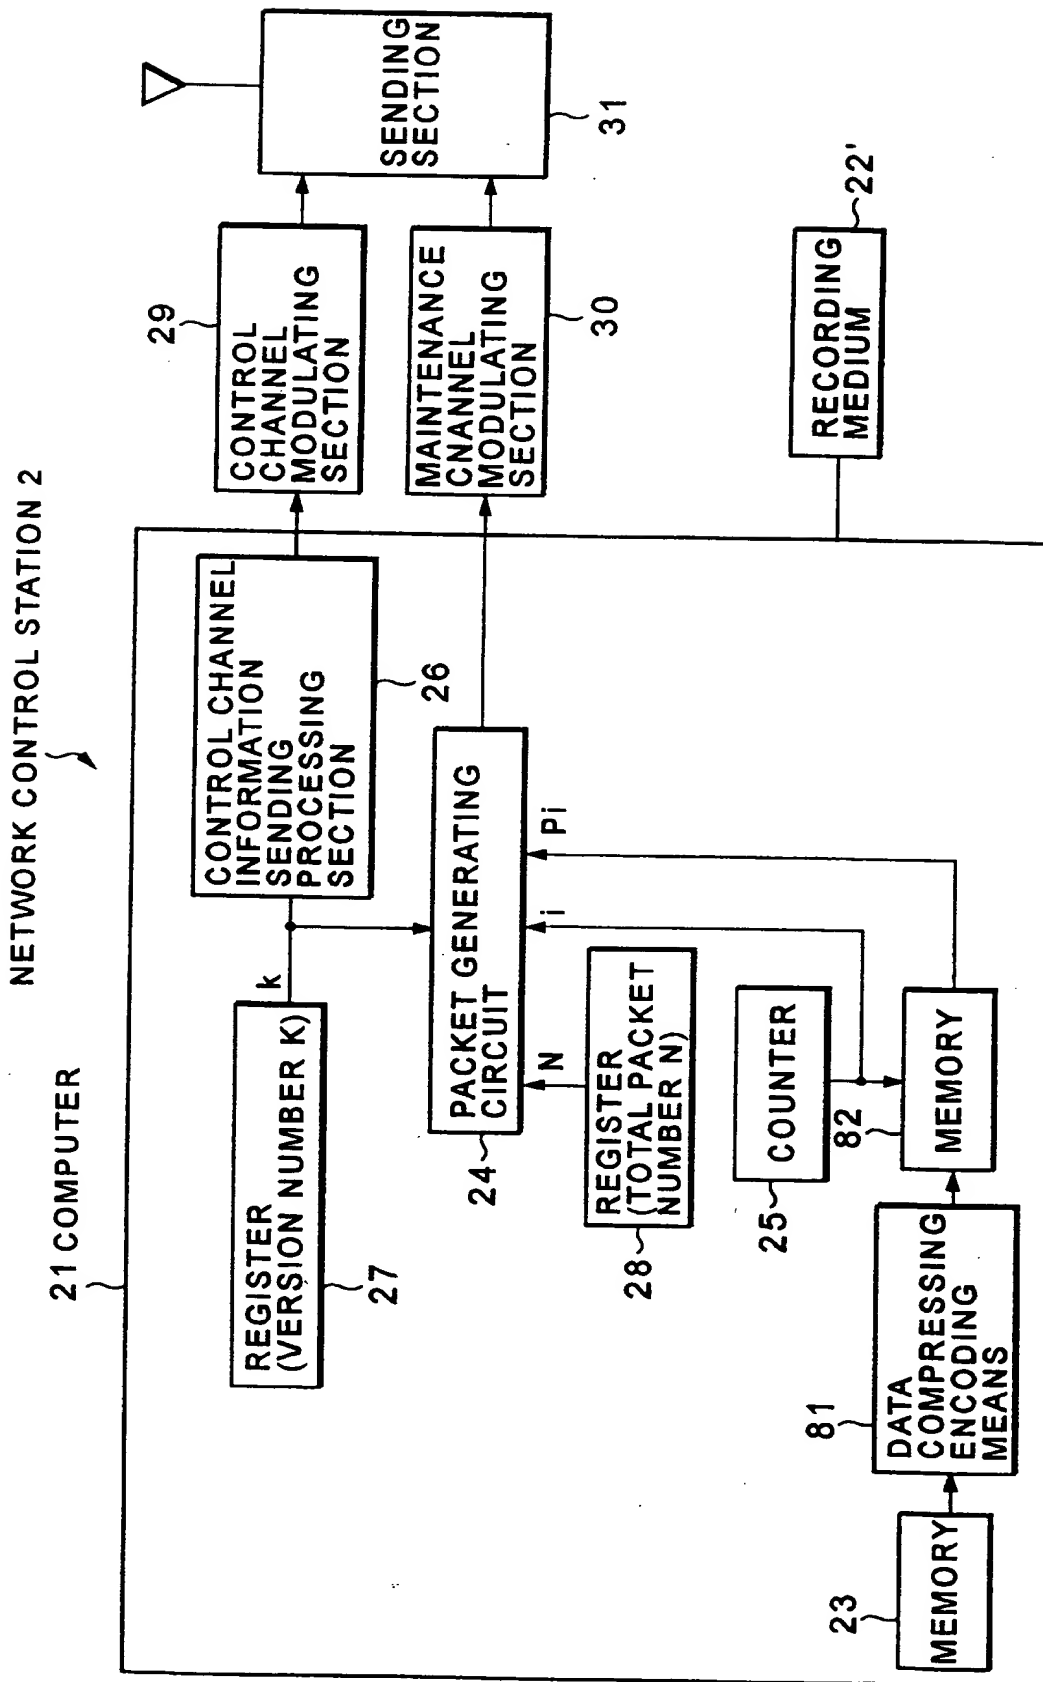 NETWORK CONTROL STATION 2
21 COMPUTER
REGISTER
(VERSION NUMBER K)
27
k
CONTROL CHANNEL
INFORMATION
SENDING
PROCESSING
SECTION
26
29
CONTROL
CHANNEL
MODULATING
SECTION
SENDING
SECTION
31
PACKET GENERATING
CIRCUIT
24
N
i
Pi
MAINTENANCE
CNANNEL
MODULATING
SECTION
30
REGISTER
(TOTAL PACKET
NUMBER N)
28
COUNTER
25
82
MEMORY
81
DATA
COMPRESSING
ENCODING
MEANS
23
MEMORY
RECORDING
MEDIUM
22'